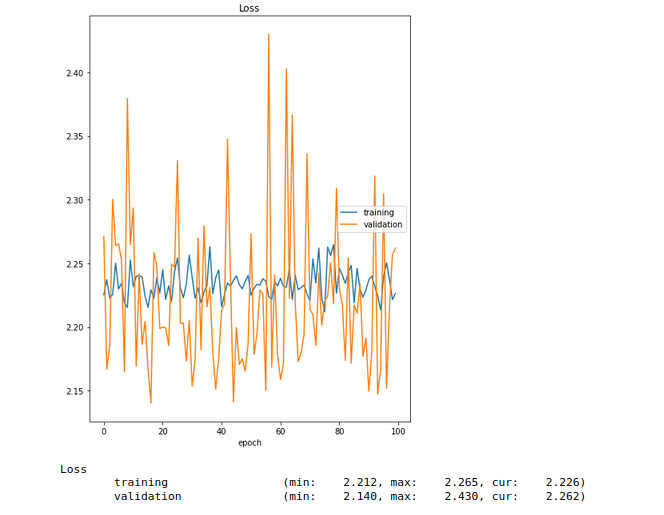 Loss
2.40
2.35
2.30
2.25
2.20
2.15
training
validation
0 20 40 60 80 100
epoch
Loss
training (min: 2.212, max: 2.265, cur: 2.226)
validation (min: 2.140, max: 2.430, cur: 2.262)